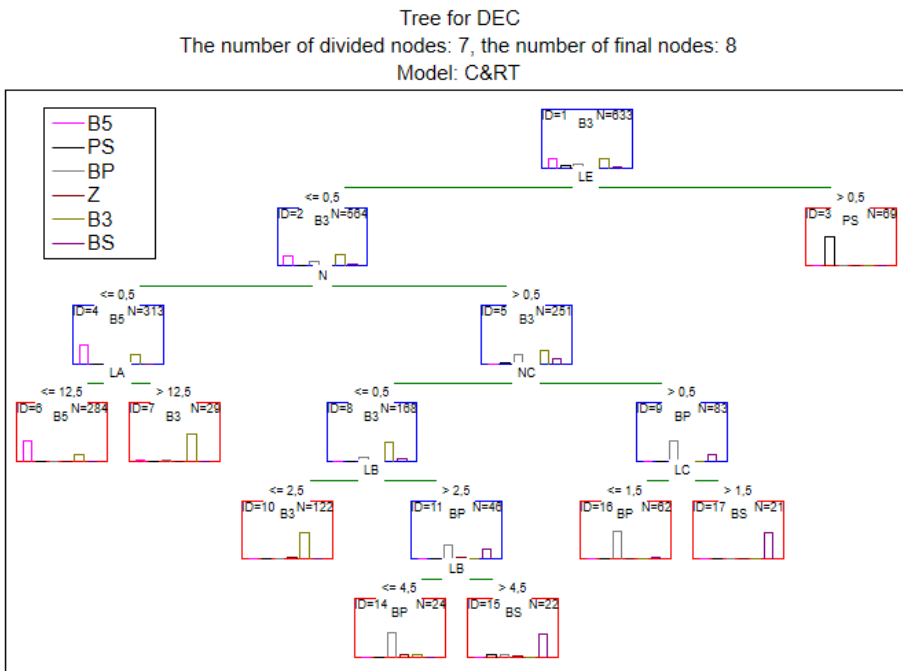 Tree for DEC
The number of divided nodes: 7, the number of final nodes: 8
Model: C&RT
B5
PS
BP
Z
B3
BS
ID=1 N=633
B3
LE
<= 0,5 > 0,5
ID=2 N=564
B3
N
ID=3 N=69
PS
<= 0,5 > 0,5
ID=4 N=313
B5
LA
ID=5 N=251
B3
NC
<= 12,5 > 12,5
ID=6 N=284
B5
ID=7 N=29
B3
<= 0,5 > 0,5
ID=8 N=168
B3
LB
ID=9 N=83
BP
LC
<= 2,5 > 2,5
ID=10 N=122
B3
ID=11 N=46
BP
LB
<= 1,5 > 1,5
ID=16 N=62
BP
ID=17 N=21
BS
<= 4,5 > 4,5
ID=14 N=24
BP
ID=15 N=22
BS